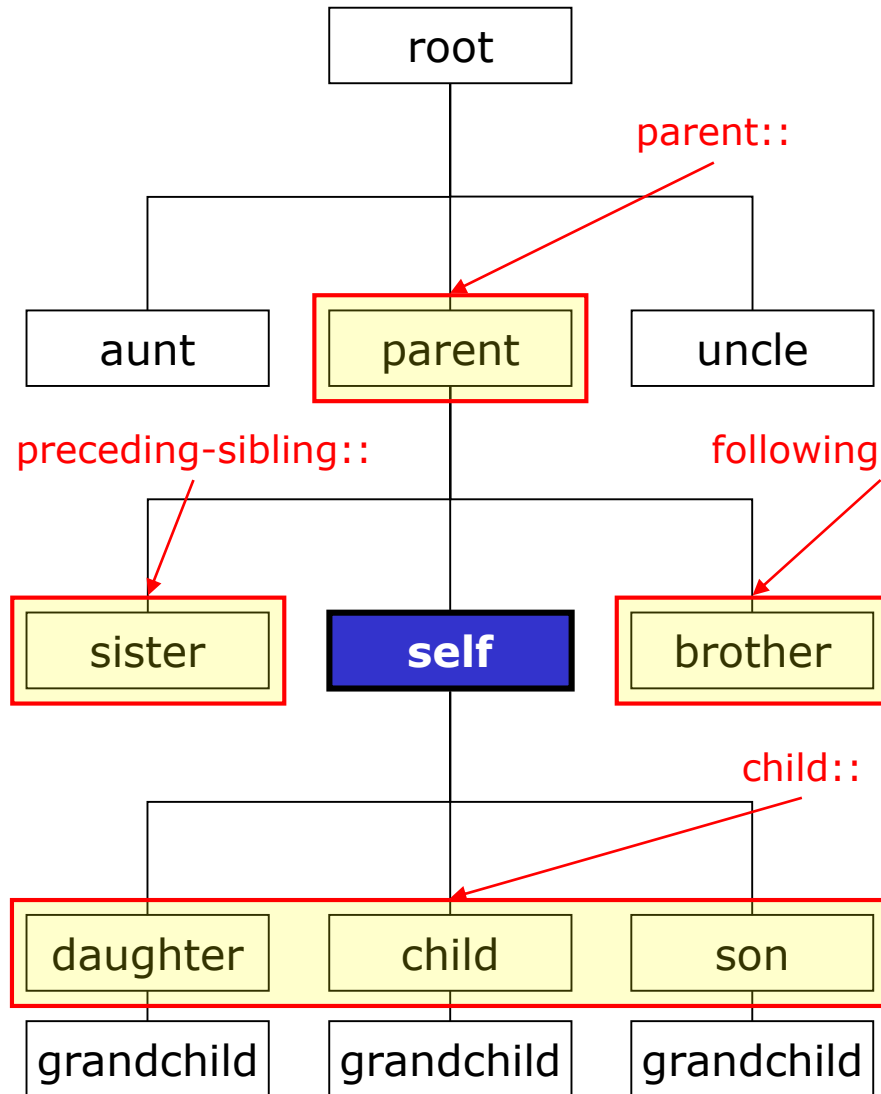 root
parent::
aunt
parent
uncle
preceding-sibling::
following
sister
self
brother
child::
daughter
child
son
grandchild
grandchild
grandchild